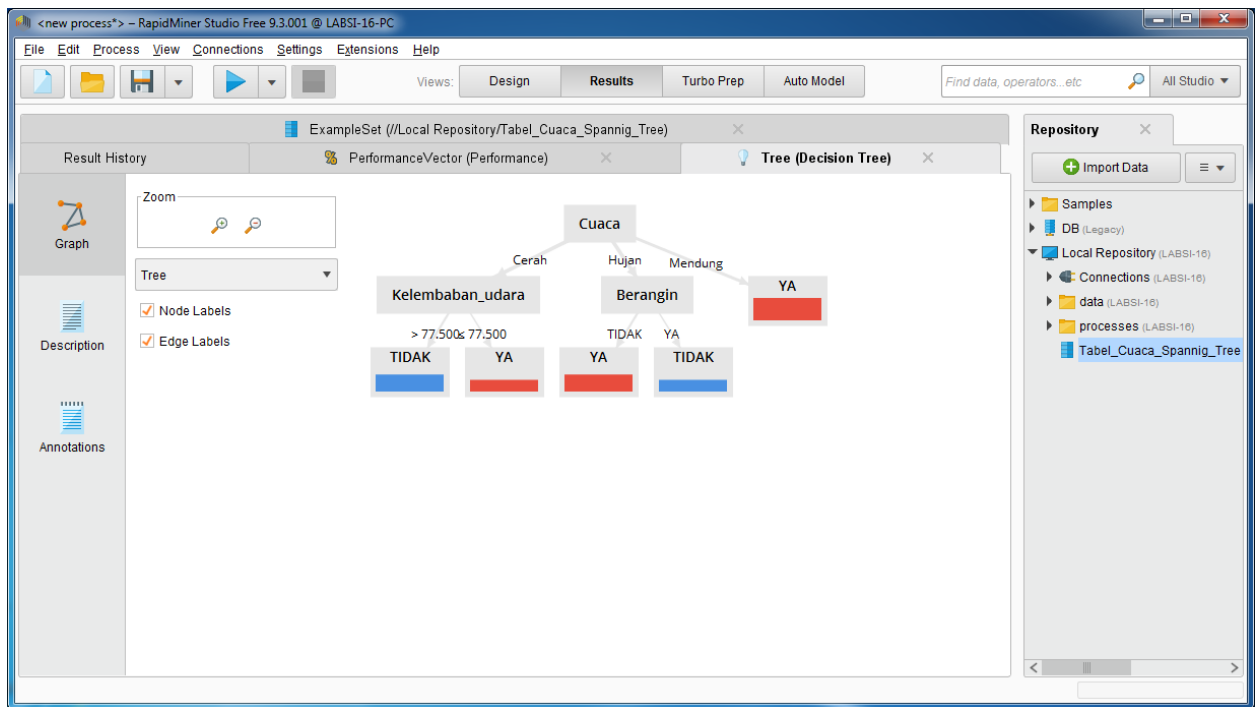 <new process*> – RapidMiner Studio Free 9.3.001 @ LABSI-16-PC
File Edit Process View Connections Settings Extensions Help
Views: Design Results Turbo Prep Auto Model Find data, operators...etc All Studio
ExampleSet (//Local Repository/Tabel_Cuaca_Spannig_Tree)
Result History PerformanceVector (Performance) Tree (Decision Tree)
Graph
Description
Annotations
Zoom
Tree
Node Labels
Edge Labels
Cuaca
Cerah Hujan Mendung
Kelembaban_udara Berangin YA
> 77.500 ≤ 77.500 TIDAK YA
TIDAK YA YA TIDAK
Repository
Import Data
Samples
DB (Legacy)
Local Repository (LABSI-16)
Connections (LABSI-16)
data (LABSI-16)
processes (LABSI-16)
Tabel_Cuaca_Spannig_Tree